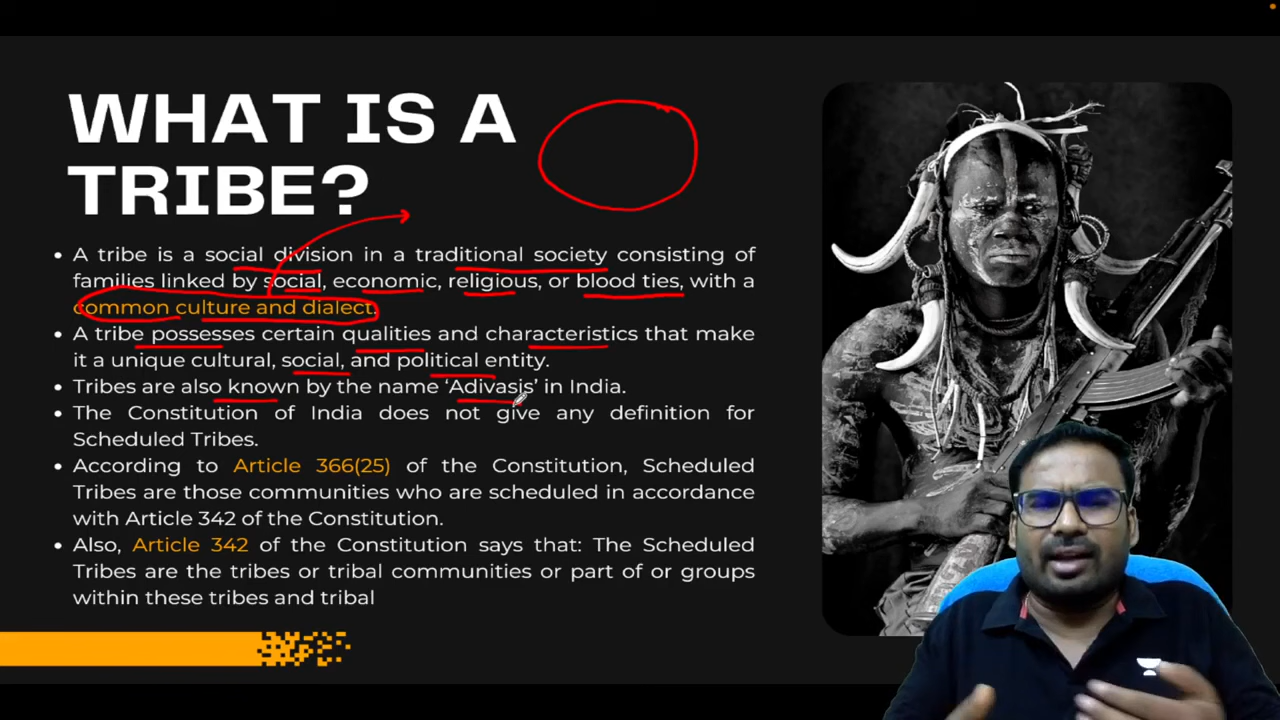 WHAT IS A
TRIBE?
• A tribe is a social division in a traditional society consisting of
families linked by social, economic, religious, or blood ties, with a
common culture and dialect.
• A tribe possesses certain qualities and characteristics that make
it a unique cultural, social, and political entity.
• Tribes are also known by the name ‘Adivasis’ in India.
• The Constitution of India does not give any definition for
Scheduled Tribes.
• According to Article 366(25) of the Constitution, Scheduled
Tribes are those communities who are scheduled in accordance
with Article 342 of the Constitution.
• Also, Article 342 of the Constitution says that: The Scheduled
Tribes are the tribes or tribal communities or part of or groups
within these tribes and tribal